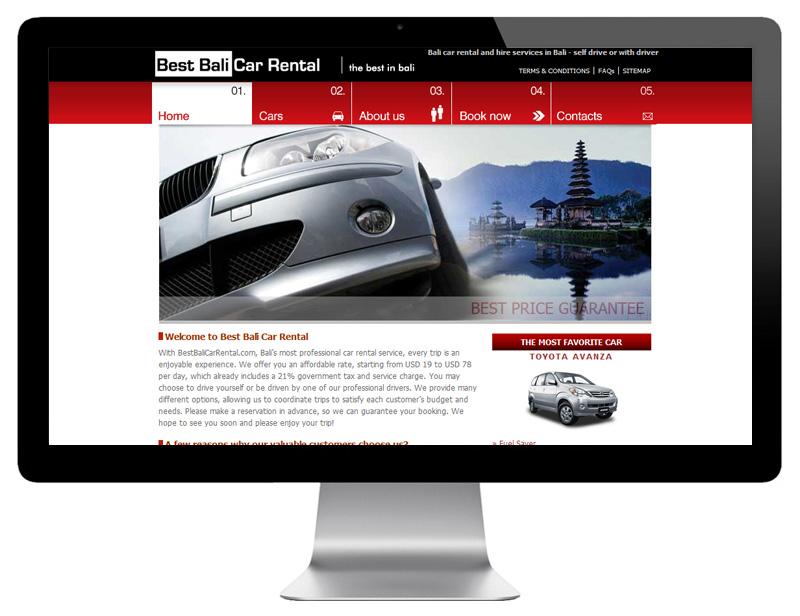 Bali car rental and hire services in Bali - self drive or with driver
Best Bali Car Rental | the best in bali
TERMS & CONDITIONS | FAQs | SITEMAP
01. 02. 03. 04. 05.
Home Cars About us Book now Contacts
BEST PRICE GUARANTEE
Welcome to Best Bali Car Rental
With BestBaliCarRental.com, Bali's most professional car rental service, every trip is an
enjoyable experience. We offer you an affordable rate, starting from USD 19 to USD 78
per day, which already includes a 21% government tax and service charge. You may
choose to drive yourself or be driven by one of our professional drivers. We provide many
different options, allowing us to coordinate trips to satisfy each customer's budget and
needs. Please make a reservation in advance, so we can guarantee your booking. We
hope to see you soon and please enjoy your trip!
A few reasons why our valuable customers choose us?
THE MOST FAVORITE CAR
TOYOTA AVANZA
» Fuel Saver